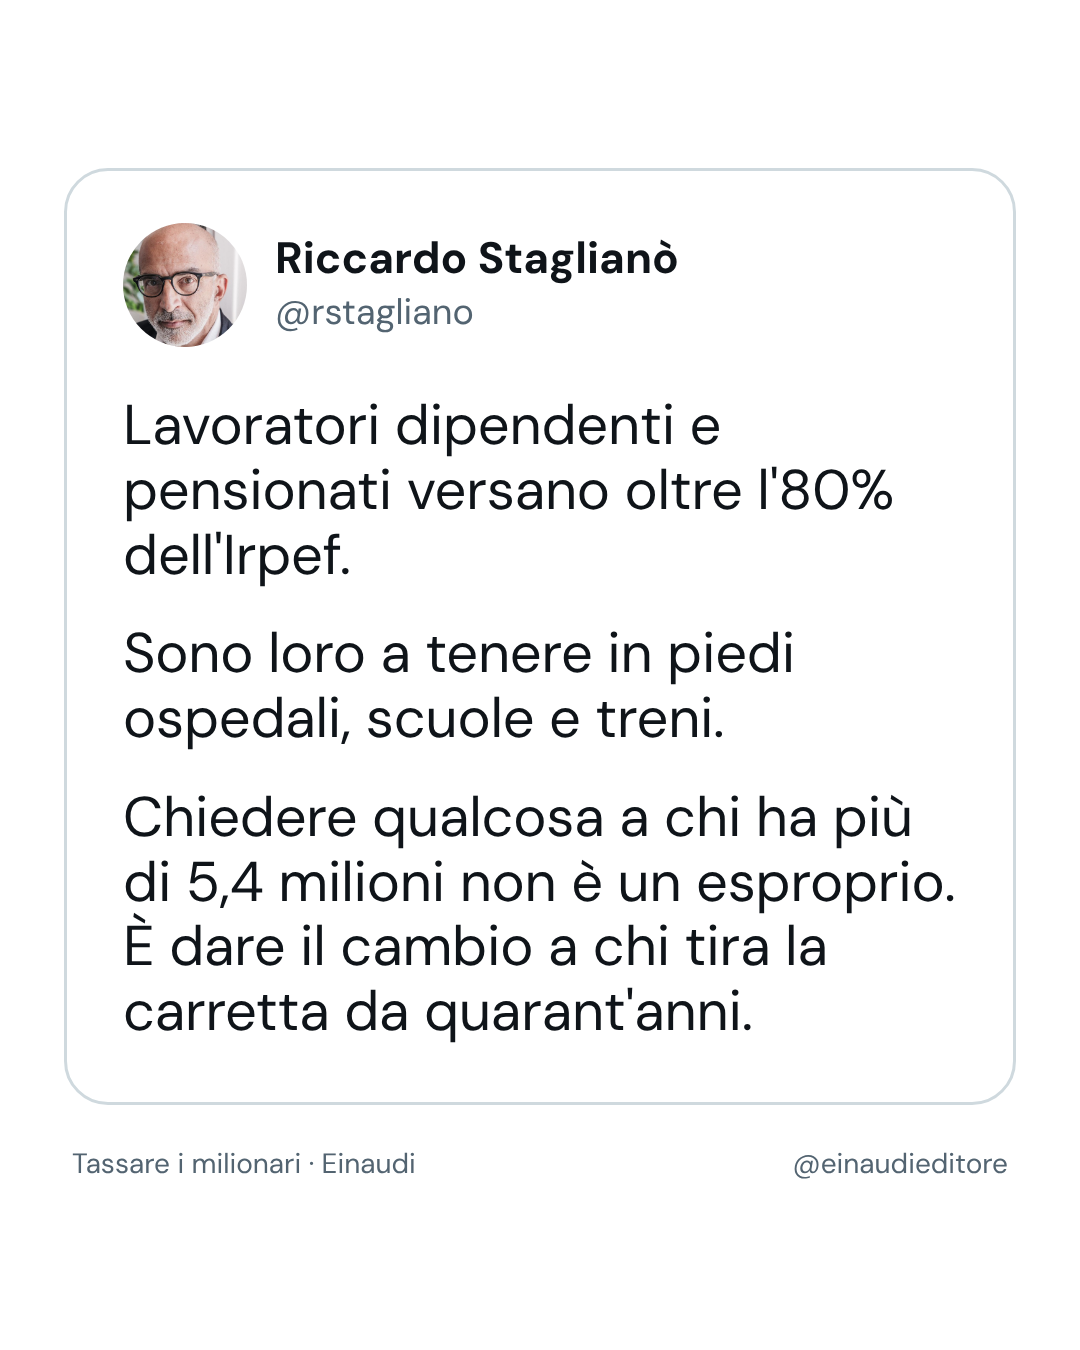 Riccardo Staglianò
@rstagliano
Lavoratori dipendenti e
pensionati versano oltre l'80%
dell'Irpef.
Sono loro a tenere in piedi
ospedali, scuole e treni.
Chiedere qualcosa a chi ha più
di 5,4 milioni non è un esproprio.
È dare il cambio a chi tira la
carretta da quarant'anni.
Tassare i milionari · Einaudi
@einaudieditore